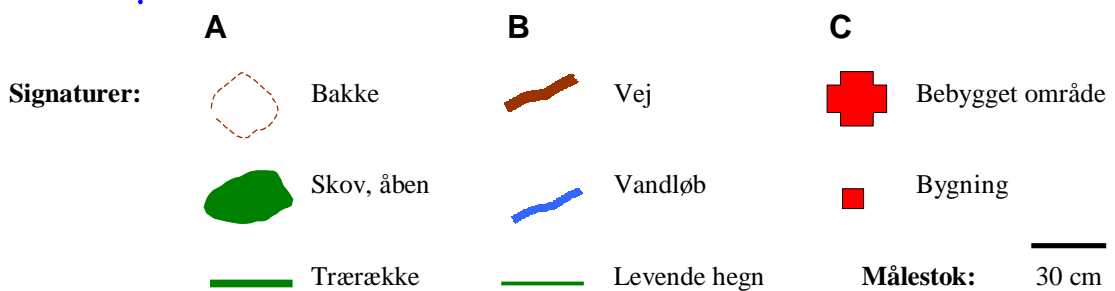 A B C
Signaturer: Bakke Vej Bebygget område
Skov, åben Vandløb Bygning
Trærække Levende hegn Målestok: 30 cm